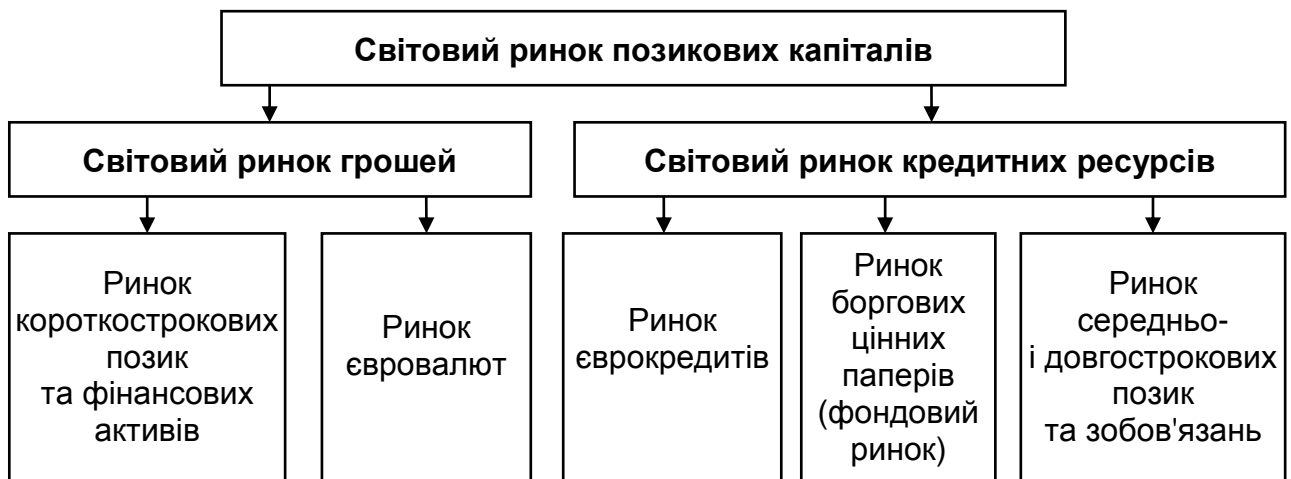 Світовий ринок позикових капіталів
Світовий ринок грошей
Світовий ринок кредитних ресурсів
Ринок
короткострокових
позик
та фінансових
активів
Ринок
євровалют
Ринок
єврокредитів
Ринок
боргових
цінних
паперів
(фондовий
ринок)
Ринок
середньо-
і довгострокових
позик
та зобов'язань